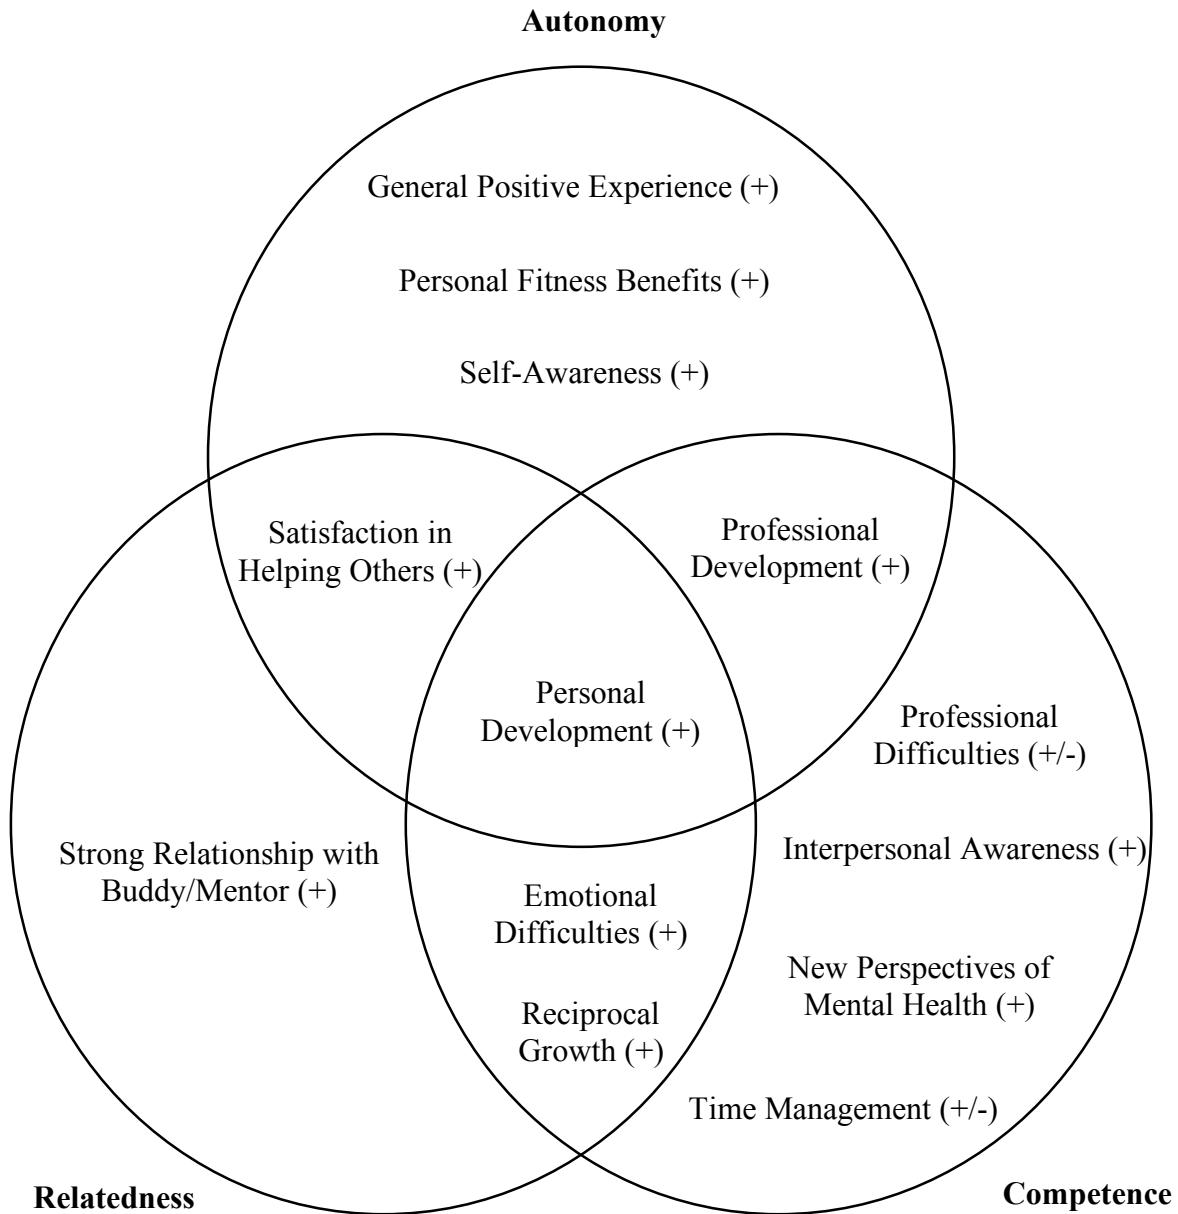 Autonomy
General Positive Experience (+)
Personal Fitness Benefits (+)
Self-Awareness (+)
Satisfaction in
Helping Others (+)
Professional
Development (+)
Personal
Development (+)
Professional
Difficulties (+/-)
Strong Relationship with
Buddy/Mentor (+)
Interpersonal Awareness (+)
Emotional
Difficulties (+)
New Perspectives of
Mental Health (+)
Reciprocal
Growth (+)
Time Management (+/-)
Relatedness
Competence